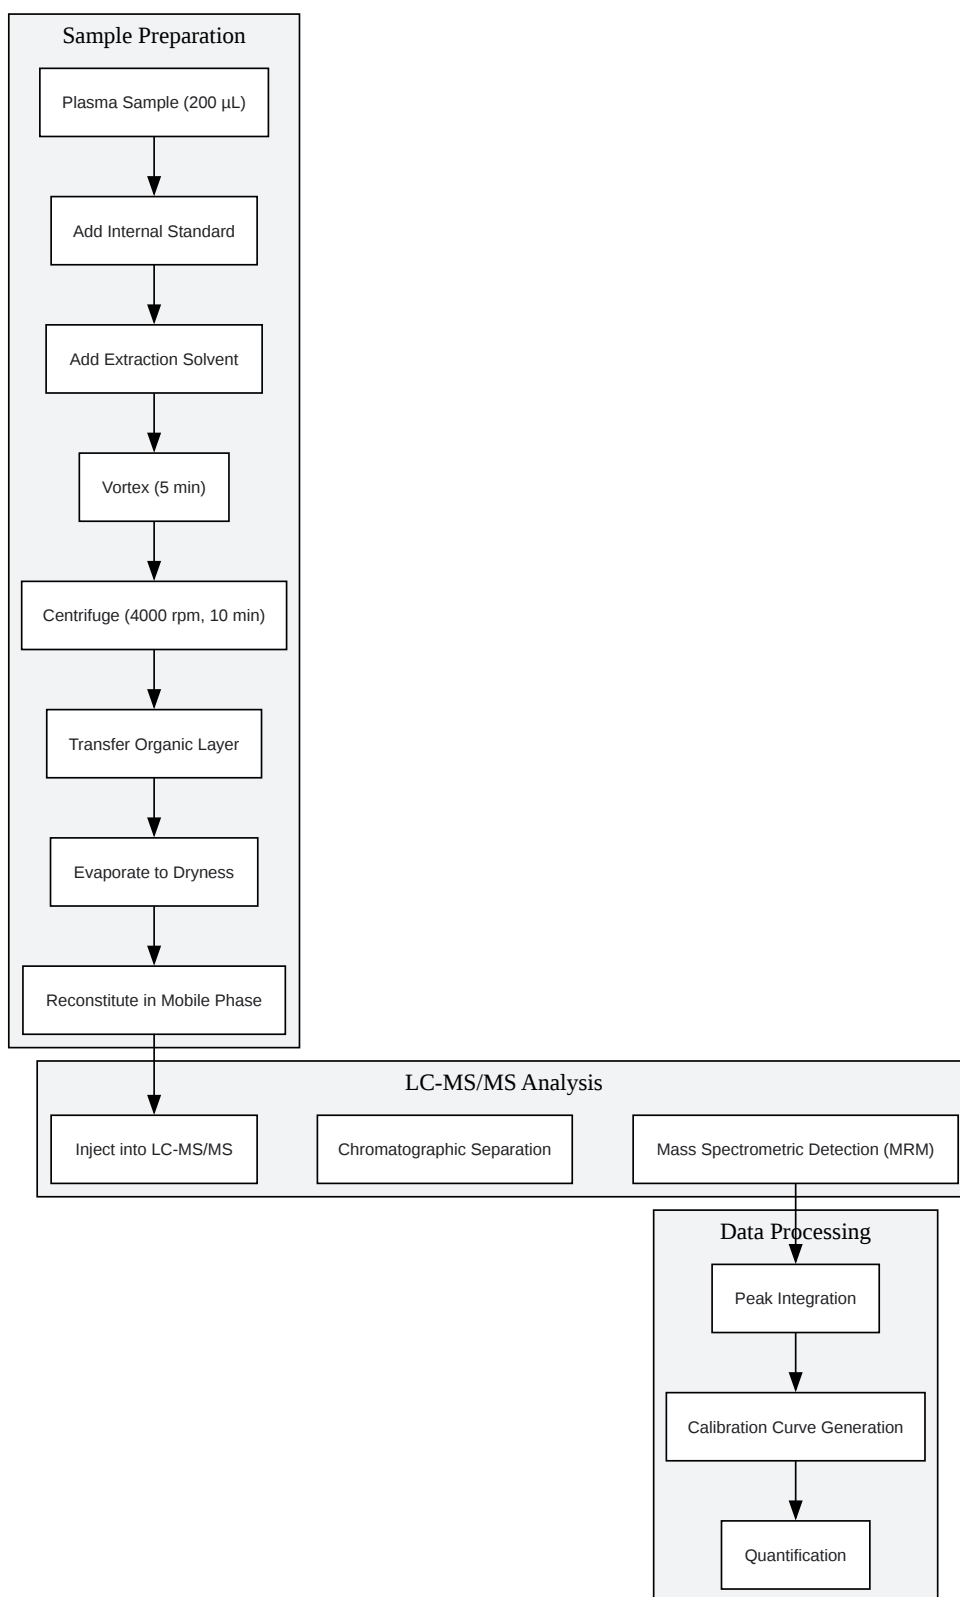 Sample Preparation
Plasma Sample (200 µL)
Add Internal Standard
Add Extraction Solvent
Vortex (5 min)
Centrifuge (4000 rpm, 10 min)
Transfer Organic Layer
Evaporate to Dryness
Reconstitute in Mobile Phase
LC-MS/MS Analysis
Inject into LC-MS/MS
Chromatographic Separation
Mass Spectrometric Detection (MRM)
Data Processing
Peak Integration
Calibration Curve Generation
Quantification